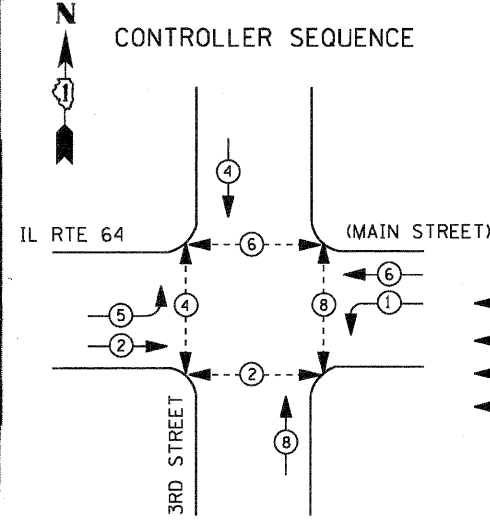 N
CONTROLLER SEQUENCE
1
4
IL RTE 64
6
(MAIN STREET)
6
5
4
8
1
2
2
3RD STREET
8